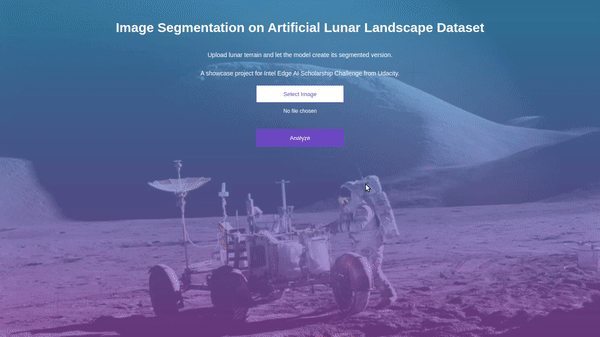 Image Segmentation on Artificial Lunar Landscape Dataset
Upload lunar terrain and let the model create its segmented version.
A showcase project for Intel Edge AI Scholarship Challenge from Udacity.
Select Image
No file chosen
Analyze